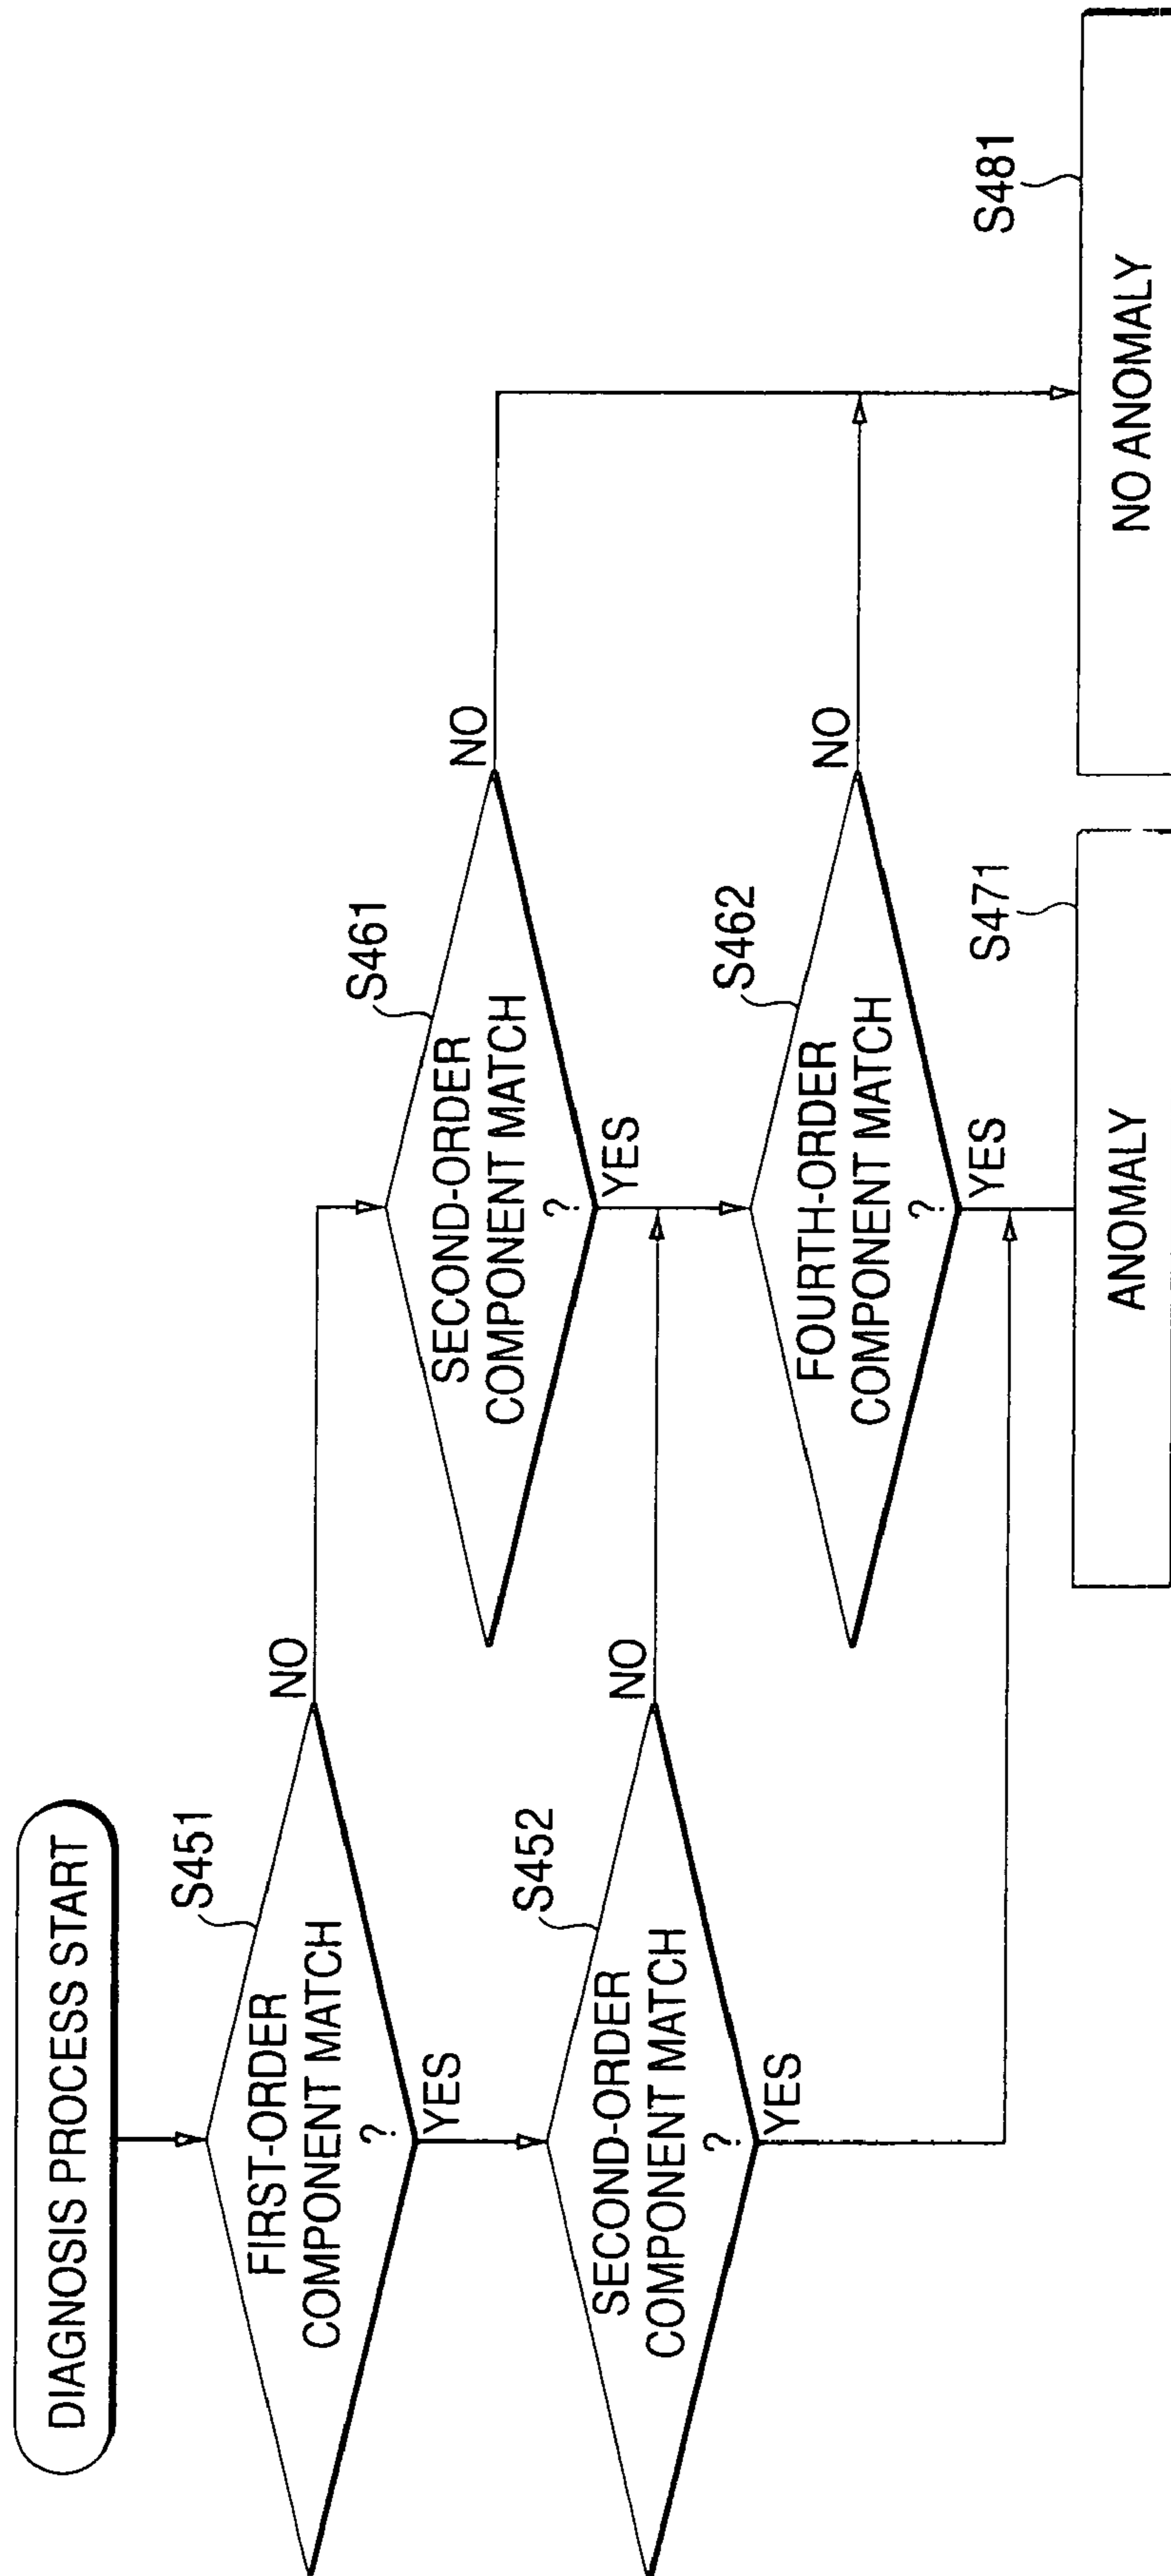 DIAGNOSIS PROCESS START
S451
FIRST-ORDER
COMPONENT MATCH
?
YES
NO
S452
SECOND-ORDER
COMPONENT MATCH
?
YES
NO
S461
SECOND-ORDER
COMPONENT MATCH
?
YES
NO
S462
FOURTH-ORDER
COMPONENT MATCH
?
YES
NO
S471
ANOMALY
S481
NO ANOMALY